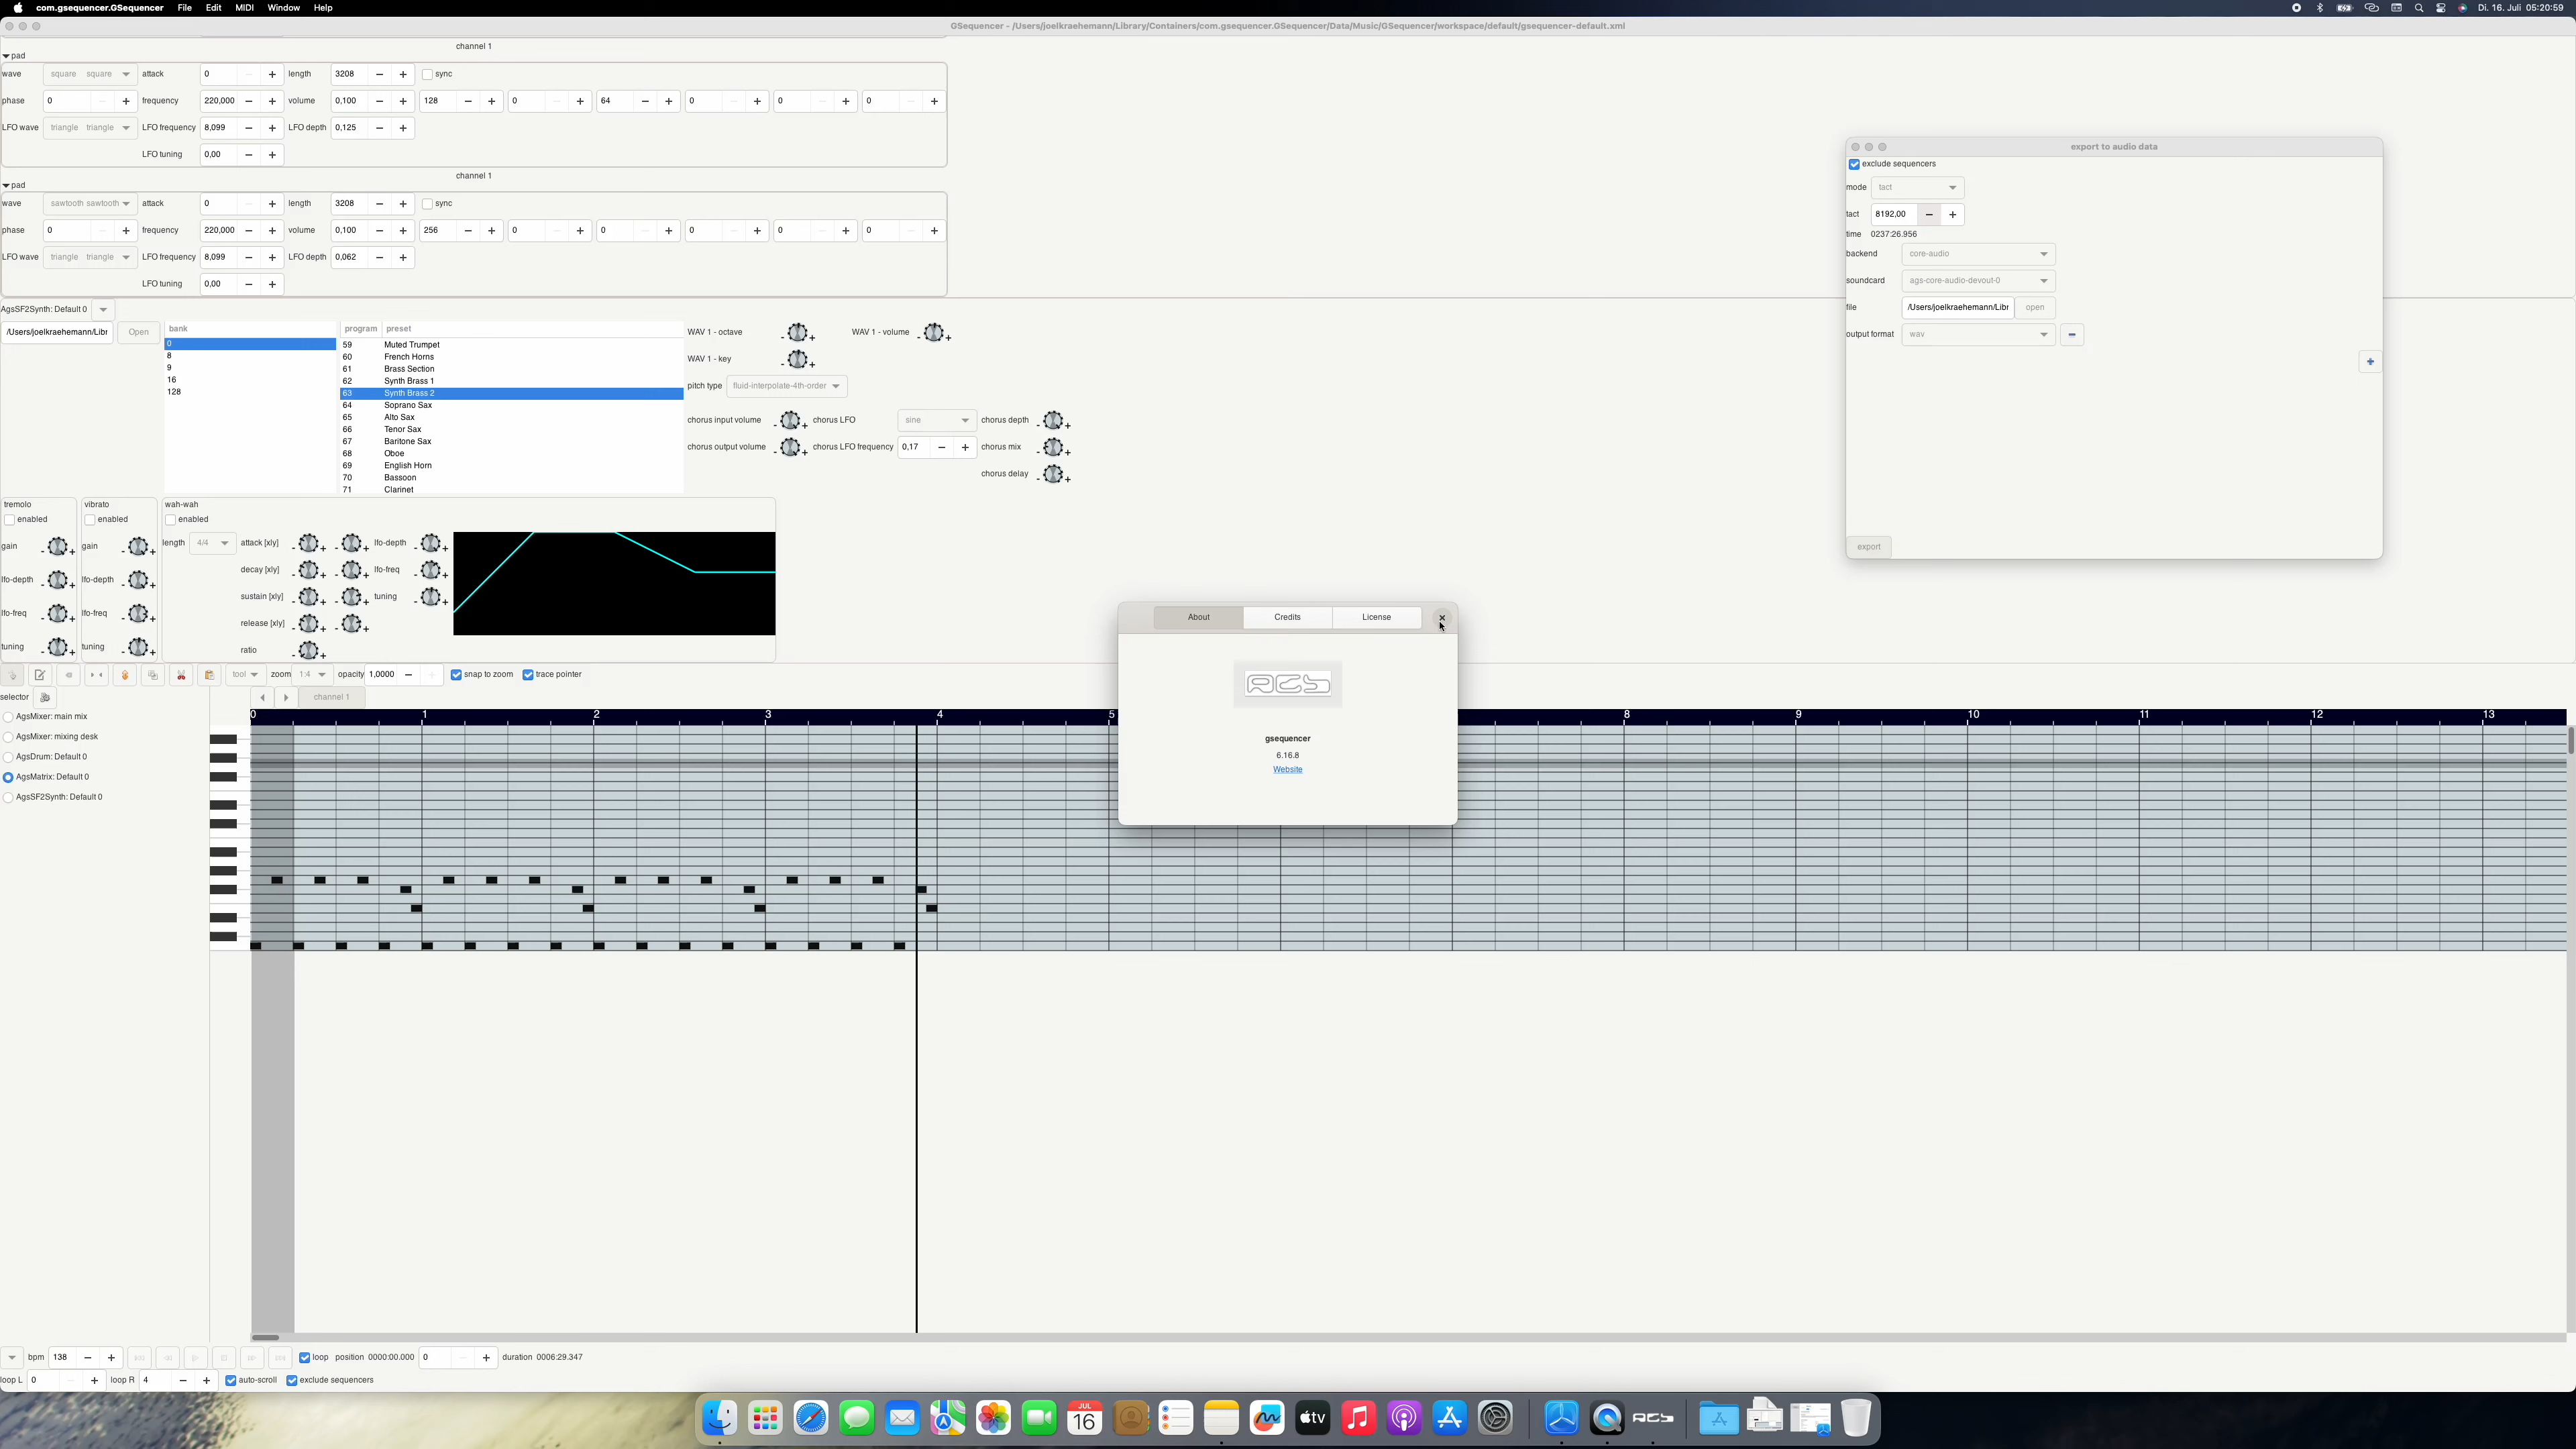 com.gsequencer.GSequencer File Edit MIDI Window Help Di. 16. Juli 05:20:59
GSequencer - /Users/joelkraehemann/Library/Containers/com.gsequencer.GSequencer/Data/Music/GSequencer/workspace/default/gsequencer-default.xml
channel 1
pad
wave square square attack 0 length 3208 sync
phase 0 frequency 220,000 volume 0,100 128 0 64 0 0 0
LFO wave triangle triangle LFO frequency 8,099 LFO depth 0,125
LFO tuning 0,00
channel 1
pad
wave sawtooth sawtooth attack 0 length 3208 sync
phase 0 frequency 220,000 volume 0,100 256 0 0 0 0 0
LFO wave triangle triangle LFO frequency 8,099 LFO depth 0,062
LFO tuning 0,00
AgsSF2Synth: Default 0
/Users/joelkraehemann/Libr Open
bank
0
8
9
16
128
program preset
59 Muted Trumpet
60 French Horns
61 Brass Section
62 Synth Brass 1
63 Synth Brass 2
64 Soprano Sax
65 Alto Sax
66 Tenor Sax
67 Baritone Sax
68 Oboe
69 English Horn
70 Bassoon
71 Clarinet
WAV 1 - octave WAV 1 - volume
WAV 1 - key
pitch type fluid-interpolate-4th-order
chorus input volume chorus LFO sine chorus depth
chorus output volume chorus LFO frequency 0,17 chorus mix
chorus delay
tremolo
enabled
gain
lfo-depth
lfo-freq
tuning
vibrato
enabled
gain
lfo-depth
lfo-freq
tuning
wah-wah
enabled
length 4/4 attack [x|y] lfo-depth
decay [x|y] lfo-freq
sustain [x|y] tuning
release [x|y]
ratio
export to audio data
exclude sequencers
mode tact
tact 8192,00
time 0237:26.956
backend core-audio
soundcard ags-core-audio-devout-0
file /Users/joelkraehemann/Libr open
output format wav
export
About Credits License
AGS
gsequencer
6.16.8
Website
tool zoom 1:4 opacity 1,0000 snap to zoom trace pointer
selector channel 1
AgsMixer: main mix
AgsMixer: mixing desk
AgsDrum: Default 0
AgsMatrix: Default 0
AgsSF2Synth: Default 0
0 1 2 3 4 5 8 9 10 11 12 13
bpm 138 loop position 0000:00.000 0 duration 0006:29.347
loop L 0 loop R 4 auto-scroll exclude sequencers
JUL
16
tv
AGS